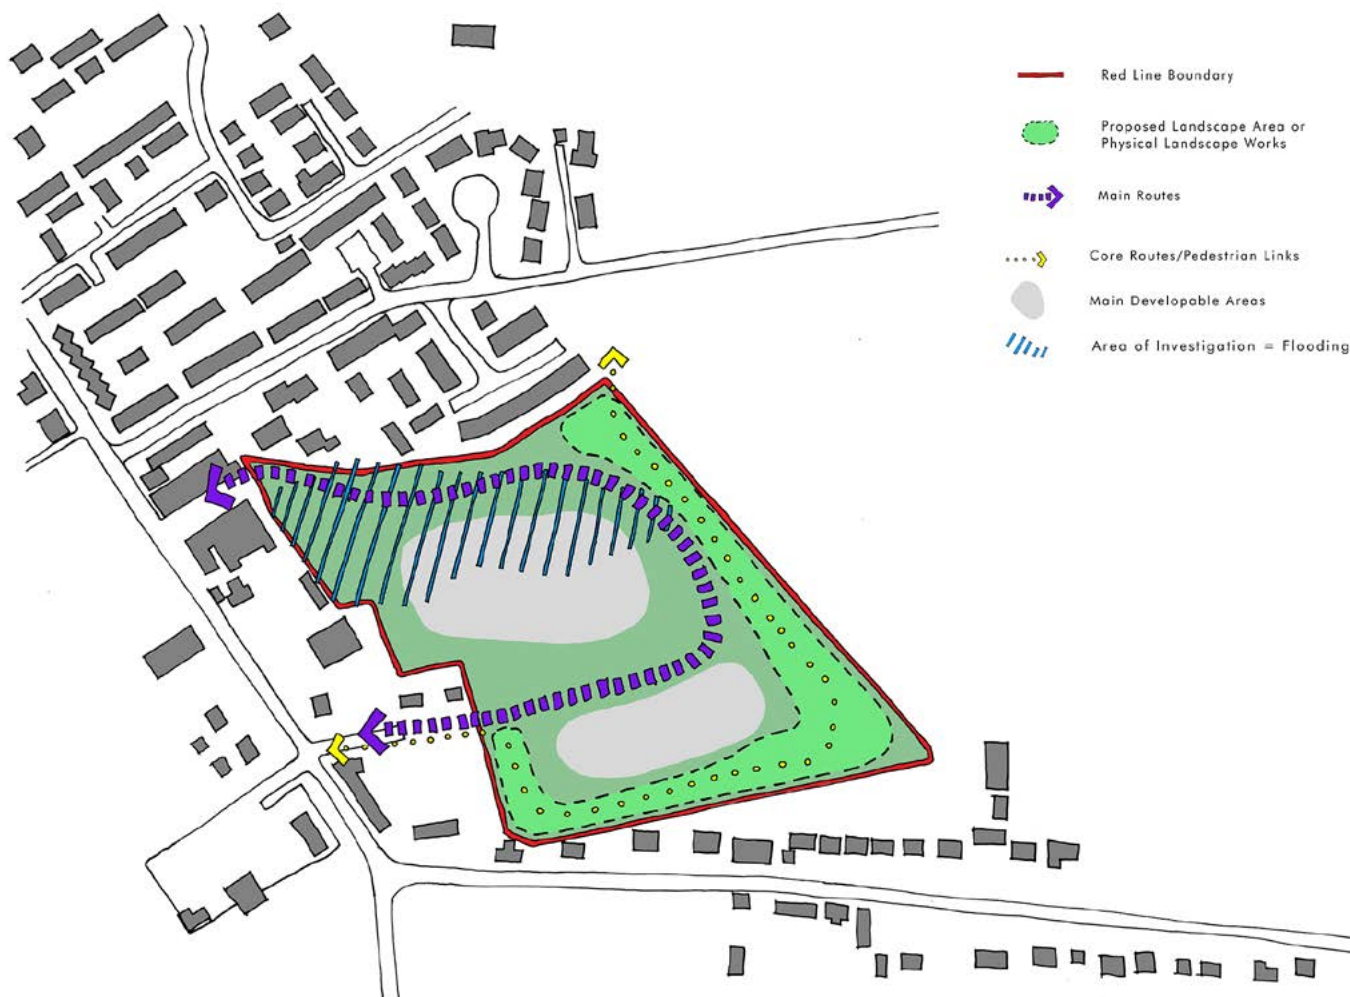 Red Line Boundary
Proposed Landscape Area or
Physical Landscape Works
Main Routes
Core Routes/Pedestrian Links
Main Developable Areas
Area of Investigation = Flooding